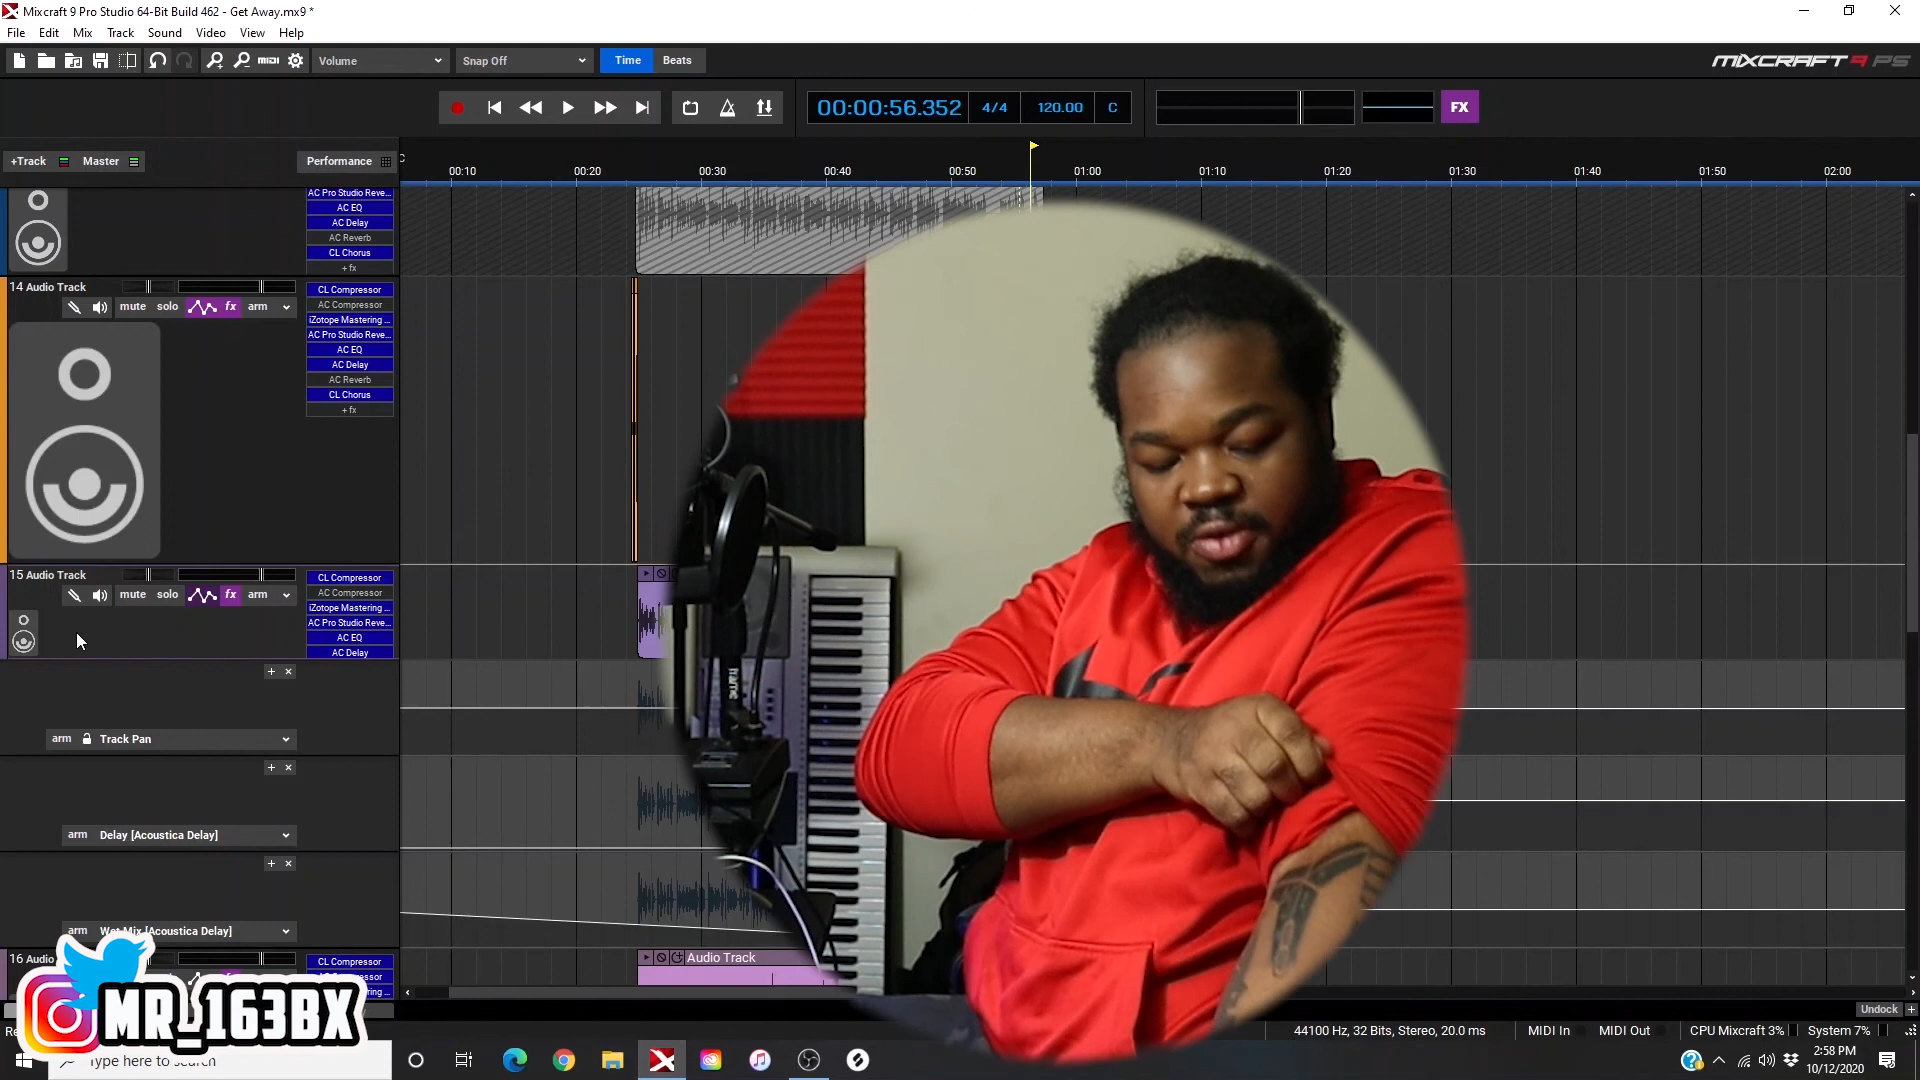 Mixcraft 9 Pro Studio 64-Bit Build 462 - Get Away.mx9 *
File Edit Mix Track Sound Video View Help
MIDI Volume Snap Off Time Beats MIXCRAFT 9 PS
00:00:56.352 4/4 120.00 C FX
+Track Master Performance
00:10 00:20 00:30 00:40 00:50 01:00 01:10 01:20 01:30 01:40 01:50 02:00
AC Pro Studio Reve...
AC EQ
AC Delay
AC Reverb
CL Chorus
+ fx
14 Audio Track
mute solo fx arm
CL Compressor
AC Compressor
iZotope Mastering ...
AC Pro Studio Reve...
AC EQ
AC Delay
AC Reverb
CL Chorus
+ fx
15 Audio Track
mute solo fx arm
CL Compressor
AC Compressor
iZotope Mastering ...
AC Pro Studio Reve...
AC EQ
AC Delay
arm Track Pan
arm Delay [Acoustica Delay]
arm Wet Mix [Acoustica Delay]
16 Audio
CL Compressor
Audio Track
MR_163BX
Undock
44100 Hz, 32 Bits, Stereo, 20.0 ms MIDI In MIDI Out CPU Mixcraft 3% System 7%
Type here to search
2:58 PM
10/12/2020